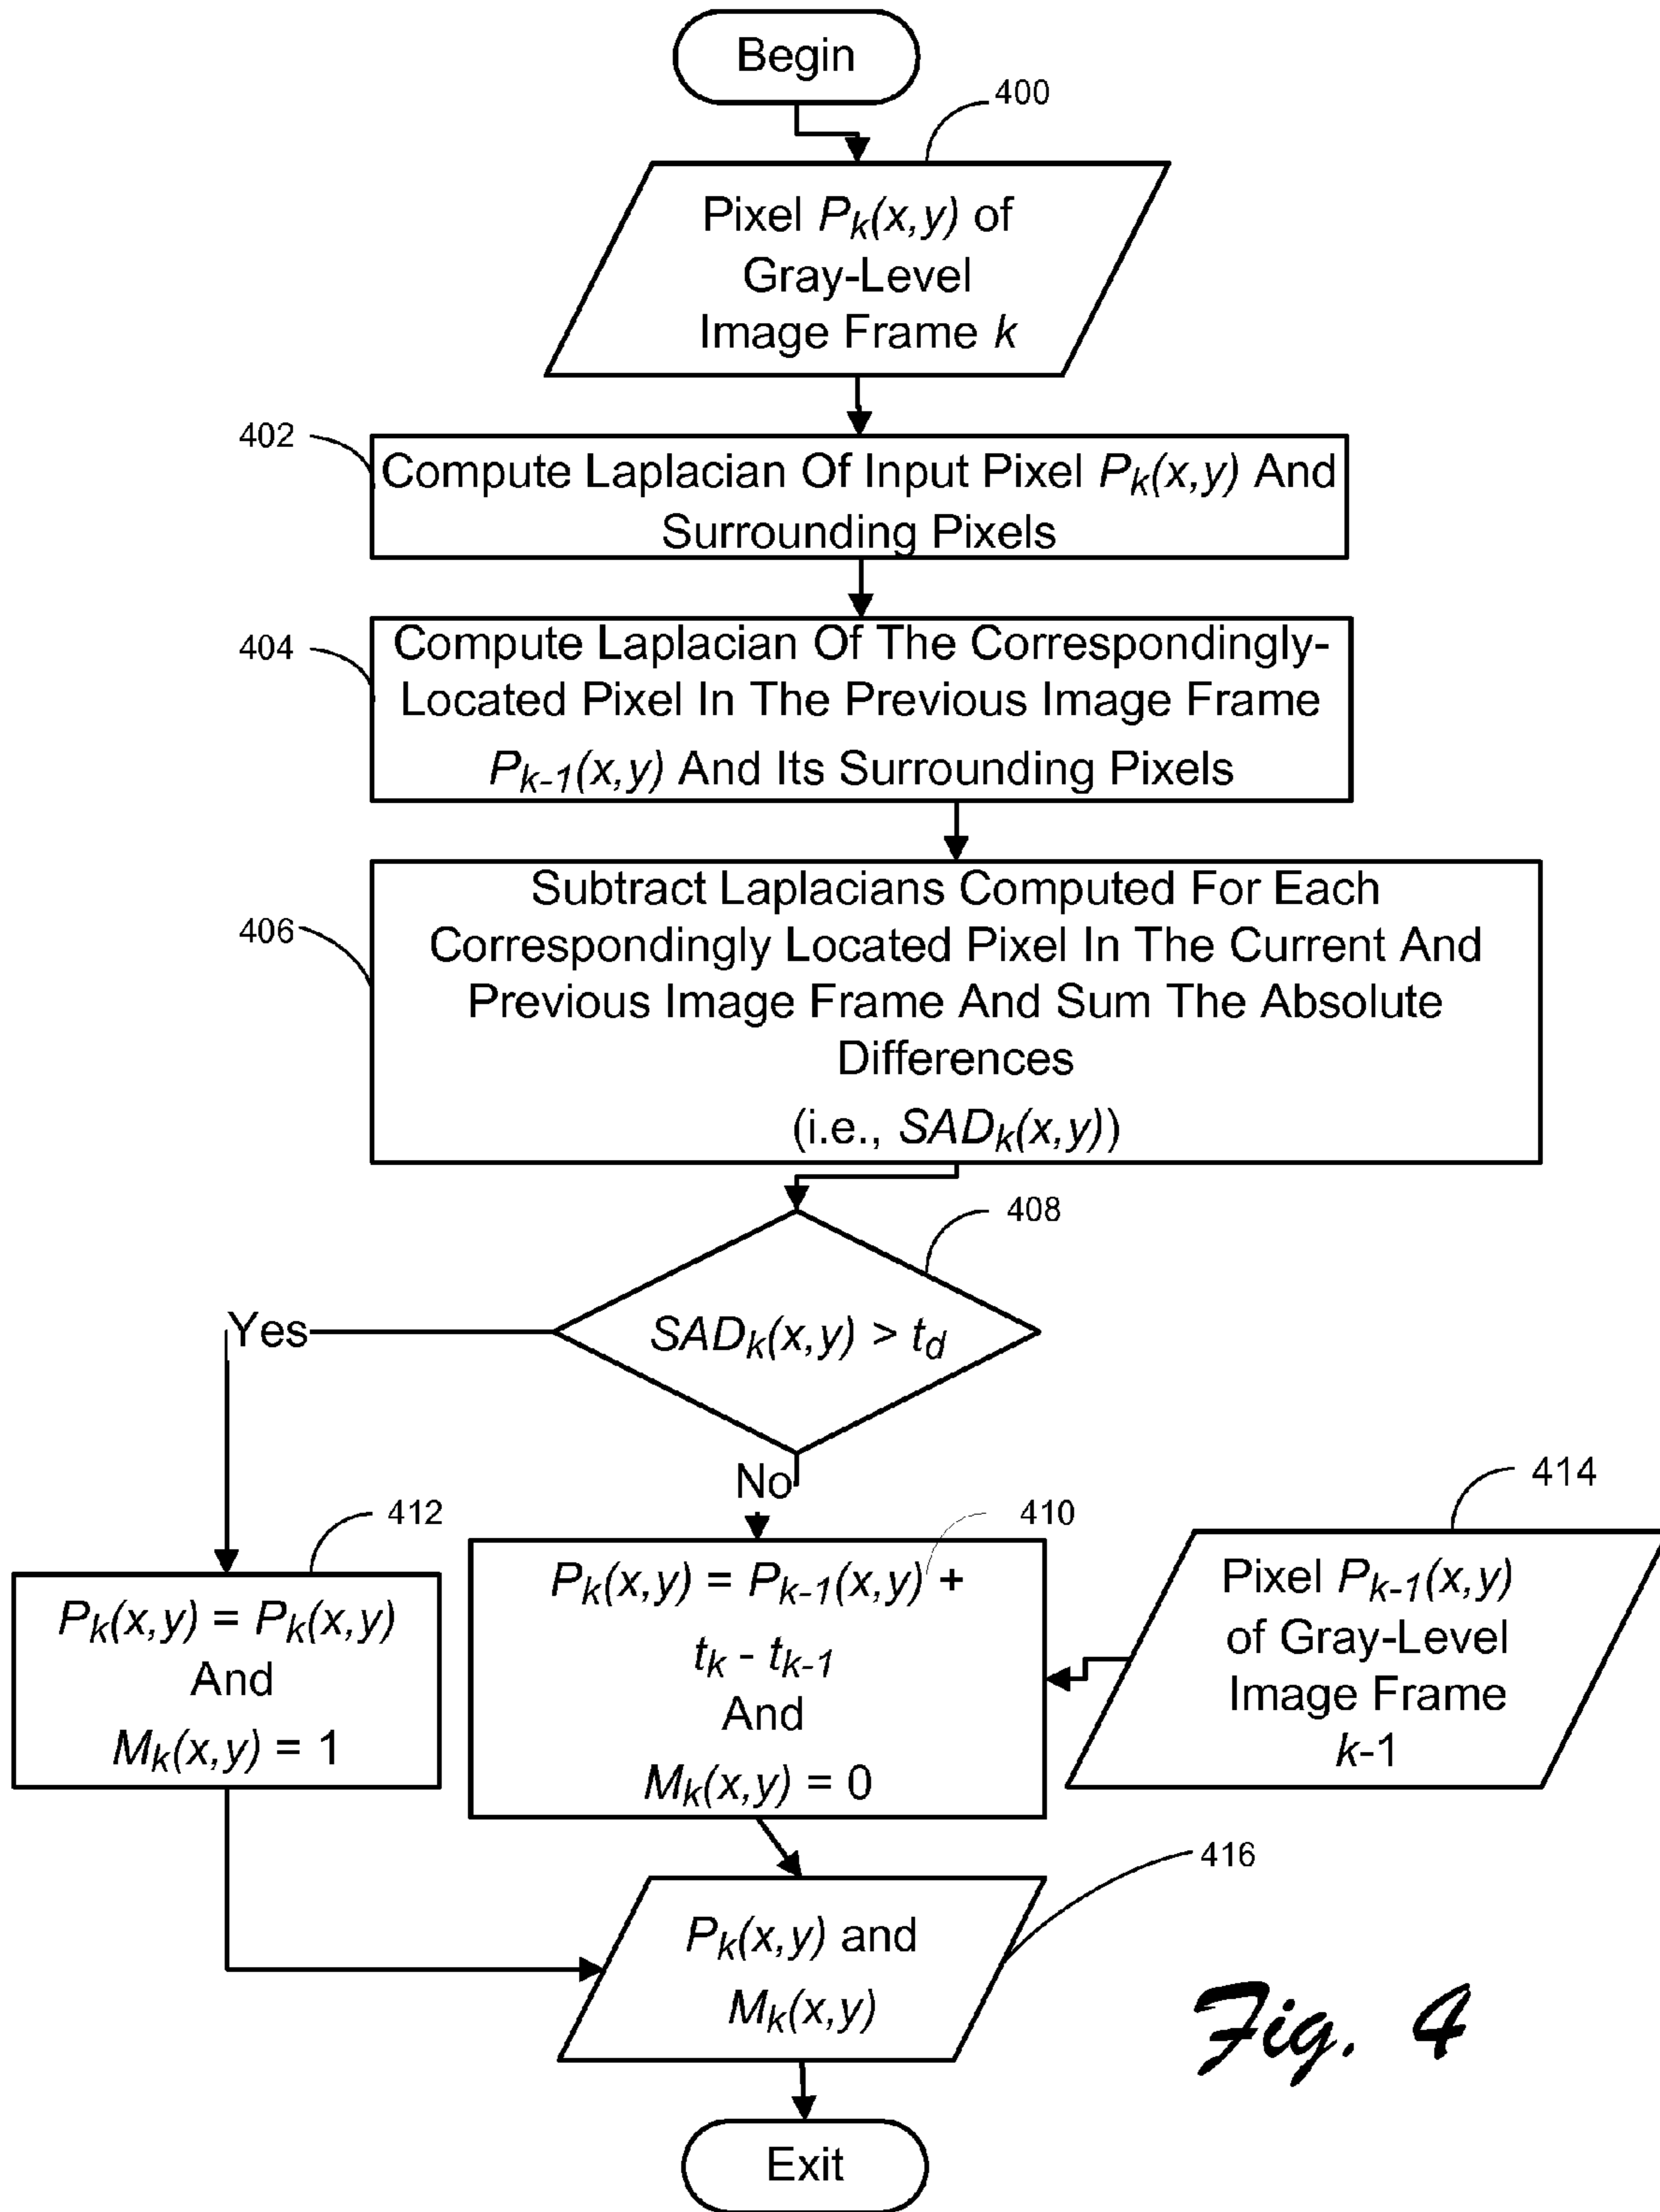 Begin
400
Pixel Pk(x,y) of
Gray-Level
Image Frame k
402
Compute Laplacian Of Input Pixel Pk(x,y) And
Surrounding Pixels
404
Compute Laplacian Of The Correspondingly-
Located Pixel In The Previous Image Frame
Pk-1(x,y) And Its Surrounding Pixels
406
Subtract Laplacians Computed For Each
Correspondingly Located Pixel In The Current And
Previous Image Frame And Sum The Absolute
Differences
(i.e., SADk(x,y))
408
SADk(x,y) > td
Yes
No
412
Pk(x,y) = Pk(x,y)
And
Mk(x,y) = 1
410
Pk(x,y) = Pk-1(x,y) +
tk - tk-1
And
Mk(x,y) = 0
414
Pixel Pk-1(x,y)
of Gray-Level
Image Frame
k-1
416
Pk(x,y) and
Mk(x,y)
Exit
Fig. 4